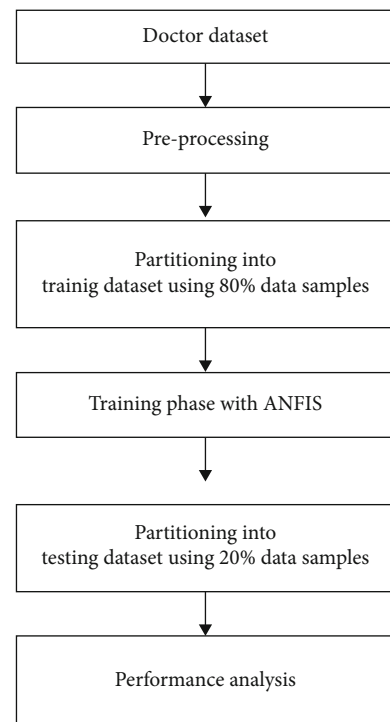 Doctor dataset
Pre-processing
Partitioning into
trainig dataset using 80% data samples
Training phase with ANFIS
Partitioning into
testing dataset using 20% data samples
Performance analysis